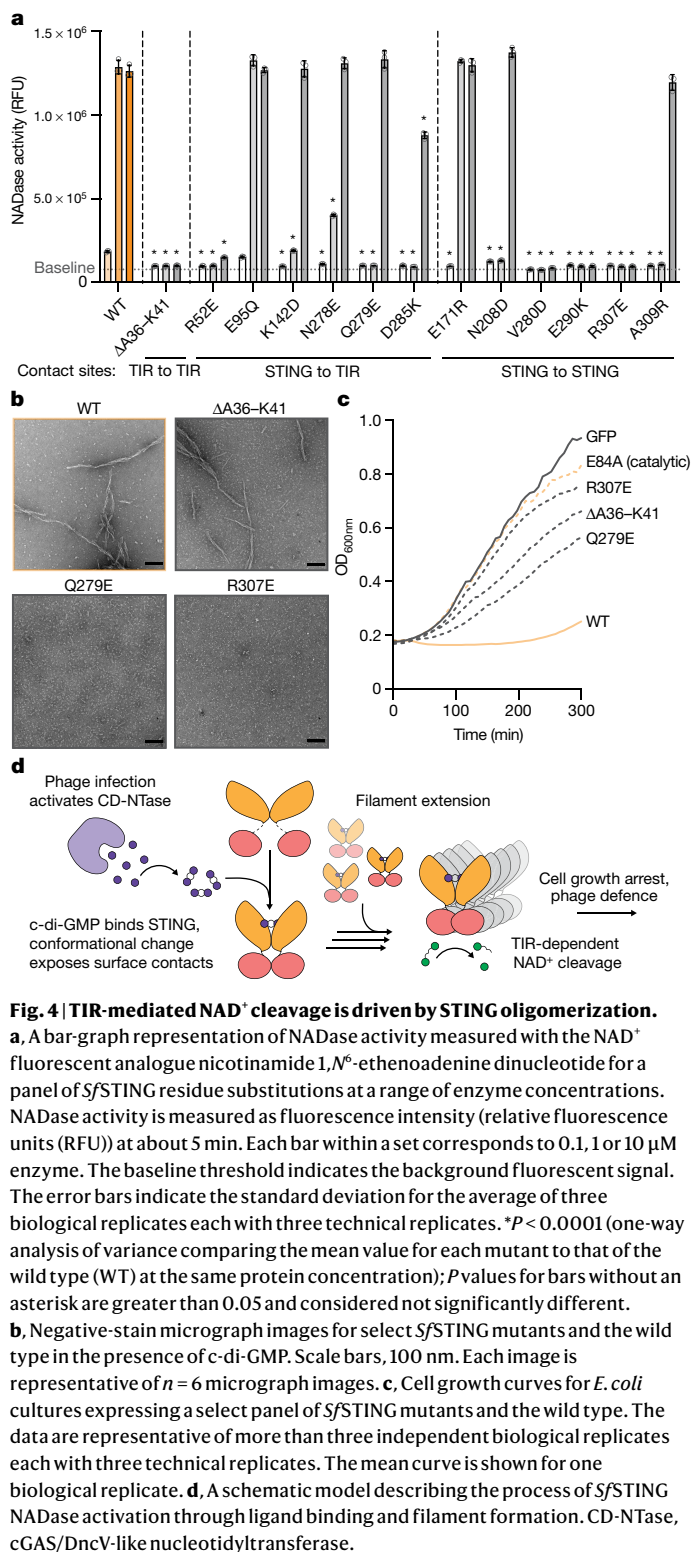 a
1.5 × 10⁶
1.0 × 10⁶
5.0 × 10⁵
0
NADase activity (RFU)
Baseline
* * * * * * * * * * * * * * * * * * * * * * * * * * * * *
WT
ΔA36–K41
R52E
E95Q
K142D
N278E
Q279E
D285K
E171R
N208D
V280D
E290K
R307E
A309R
Contact sites: TIR to TIR STING to TIR STING to STING
b
WT
ΔA36–K41
Q279E
R307E
c
1.0
0.8
0.6
0.4
0.2
0
OD600nm
0 100 200 300
Time (min)
GFP
E84A (catalytic)
R307E
ΔA36–K41
Q279E
WT
d
Phage infection
activates CD-NTase
Filament extension
c-di-GMP binds STING,
conformational change
exposes surface contacts
Cell growth arrest,
phage defence
TIR-dependent
NAD⁺ cleavage
Fig. 4 | TIR-mediated NAD⁺ cleavage is driven by STING oligomerization.
a, A bar-graph representation of NADase activity measured with the NAD⁺
fluorescent analogue nicotinamide 1,N⁶-ethenoadenine dinucleotide for a
panel of SfSTING residue substitutions at a range of enzyme concentrations.
NADase activity is measured as fluorescence intensity (relative fluorescence
units (RFU)) at about 5 min. Each bar within a set corresponds to 0.1, 1 or 10 μM
enzyme. The baseline threshold indicates the background fluorescent signal.
The error bars indicate the standard deviation for the average of three
biological replicates each with three technical replicates. *P < 0.0001 (one-way
analysis of variance comparing the mean value for each mutant to that of the
wild type (WT) at the same protein concentration); P values for bars without an
asterisk are greater than 0.05 and considered not significantly different.
b, Negative-stain micrograph images for select SfSTING mutants and the wild
type in the presence of c-di-GMP. Scale bars, 100 nm. Each image is
representative of n = 6 micrograph images. c, Cell growth curves for E. coli
cultures expressing a select panel of SfSTING mutants and the wild type. The
data are representative of more than three independent biological replicates
each with three technical replicates. The mean curve is shown for one
biological replicate. d, A schematic model describing the process of SfSTING
NADase activation through ligand binding and filament formation. CD-NTase,
cGAS/DncV-like nucleotidyltransferase.